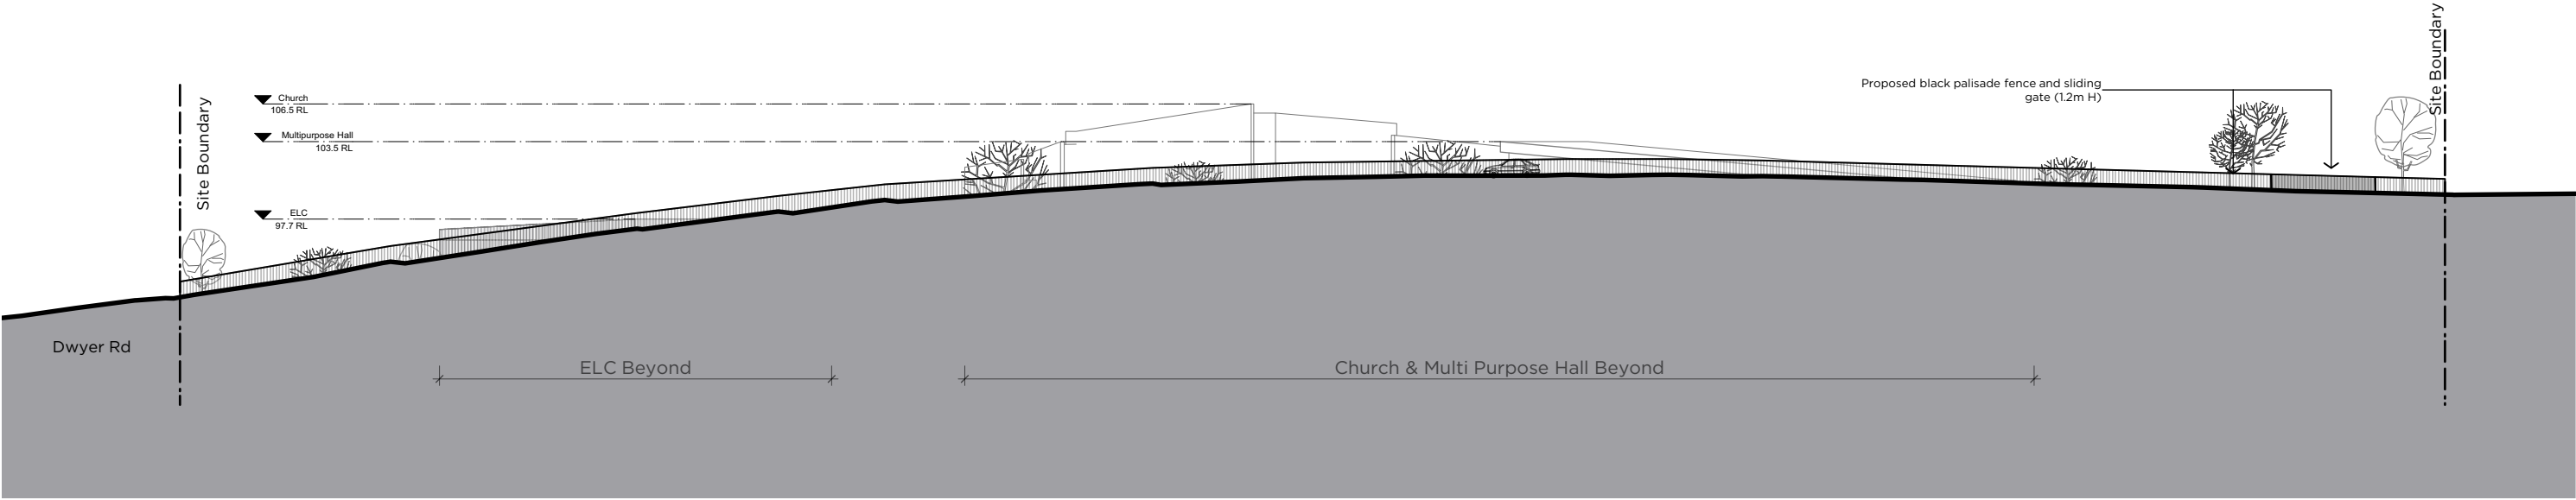 Site Boundary
Church
106.5 RL
Multipurpose Hall
103.5 RL
ELC
97.7 RL
Proposed black palisade fence and sliding
gate (1.2m H)
Site Boundary
Dwyer Rd
ELC Beyond
Church & Multi Purpose Hall Beyond